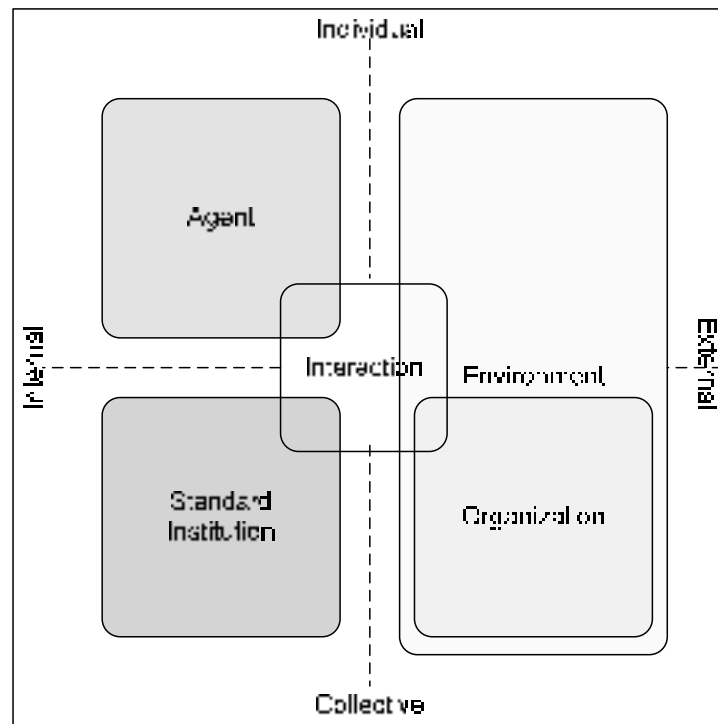 Individual
Agent
Internal
Interaction
Environment
External
Standard
Institution
Organization
Collective